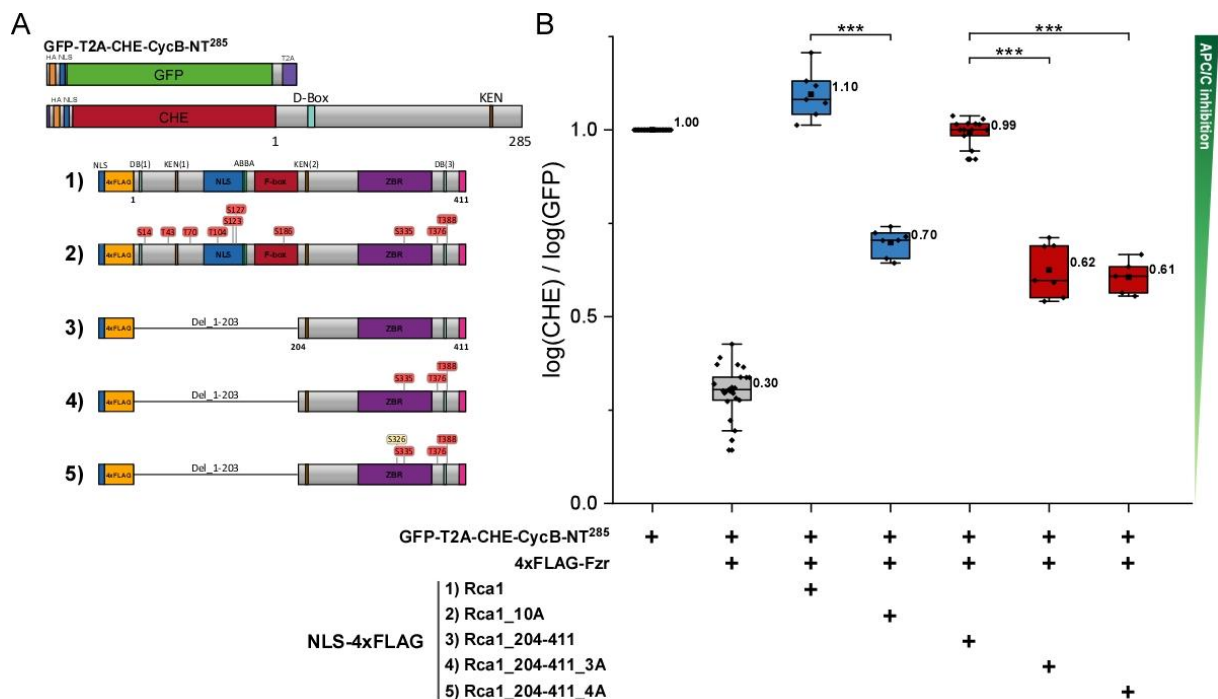 A
GFP-T2A-CHE-CycB-NT285
HA NLS T2A
GFP
HA NLS D-Box KEN
CHE
1 285
NLS DB(1) KEN(1) ABBA KEN(2) DB(3)
1) 4xFLAG NLS F-box ZBR
1 411
S127
S123 T388
S14 T43 T70 T104 S186 S335 T376
2) 4xFLAG NLS F-box ZBR
Del_1-203
3) 4xFLAG ZBR
204 411
T388
Del_1-203 S335 T376
4) 4xFLAG ZBR
S326 T388
Del_1-203 S335 T376
5) 4xFLAG ZBR
B
log(CHE) / log(GFP)
1.0
0.5
0.0
*** *** ***
1.00
0.30
1.10
0.70
0.99
0.62
0.61
APC/C inhibition
GFP-T2A-CHE-CycB-NT285 + + + + + + +
4xFLAG-Fzr + + + + + +
NLS-4xFLAG
1) Rca1 +
2) Rca1_10A +
3) Rca1_204-411 +
4) Rca1_204-411_3A +
5) Rca1_204-411_4A +